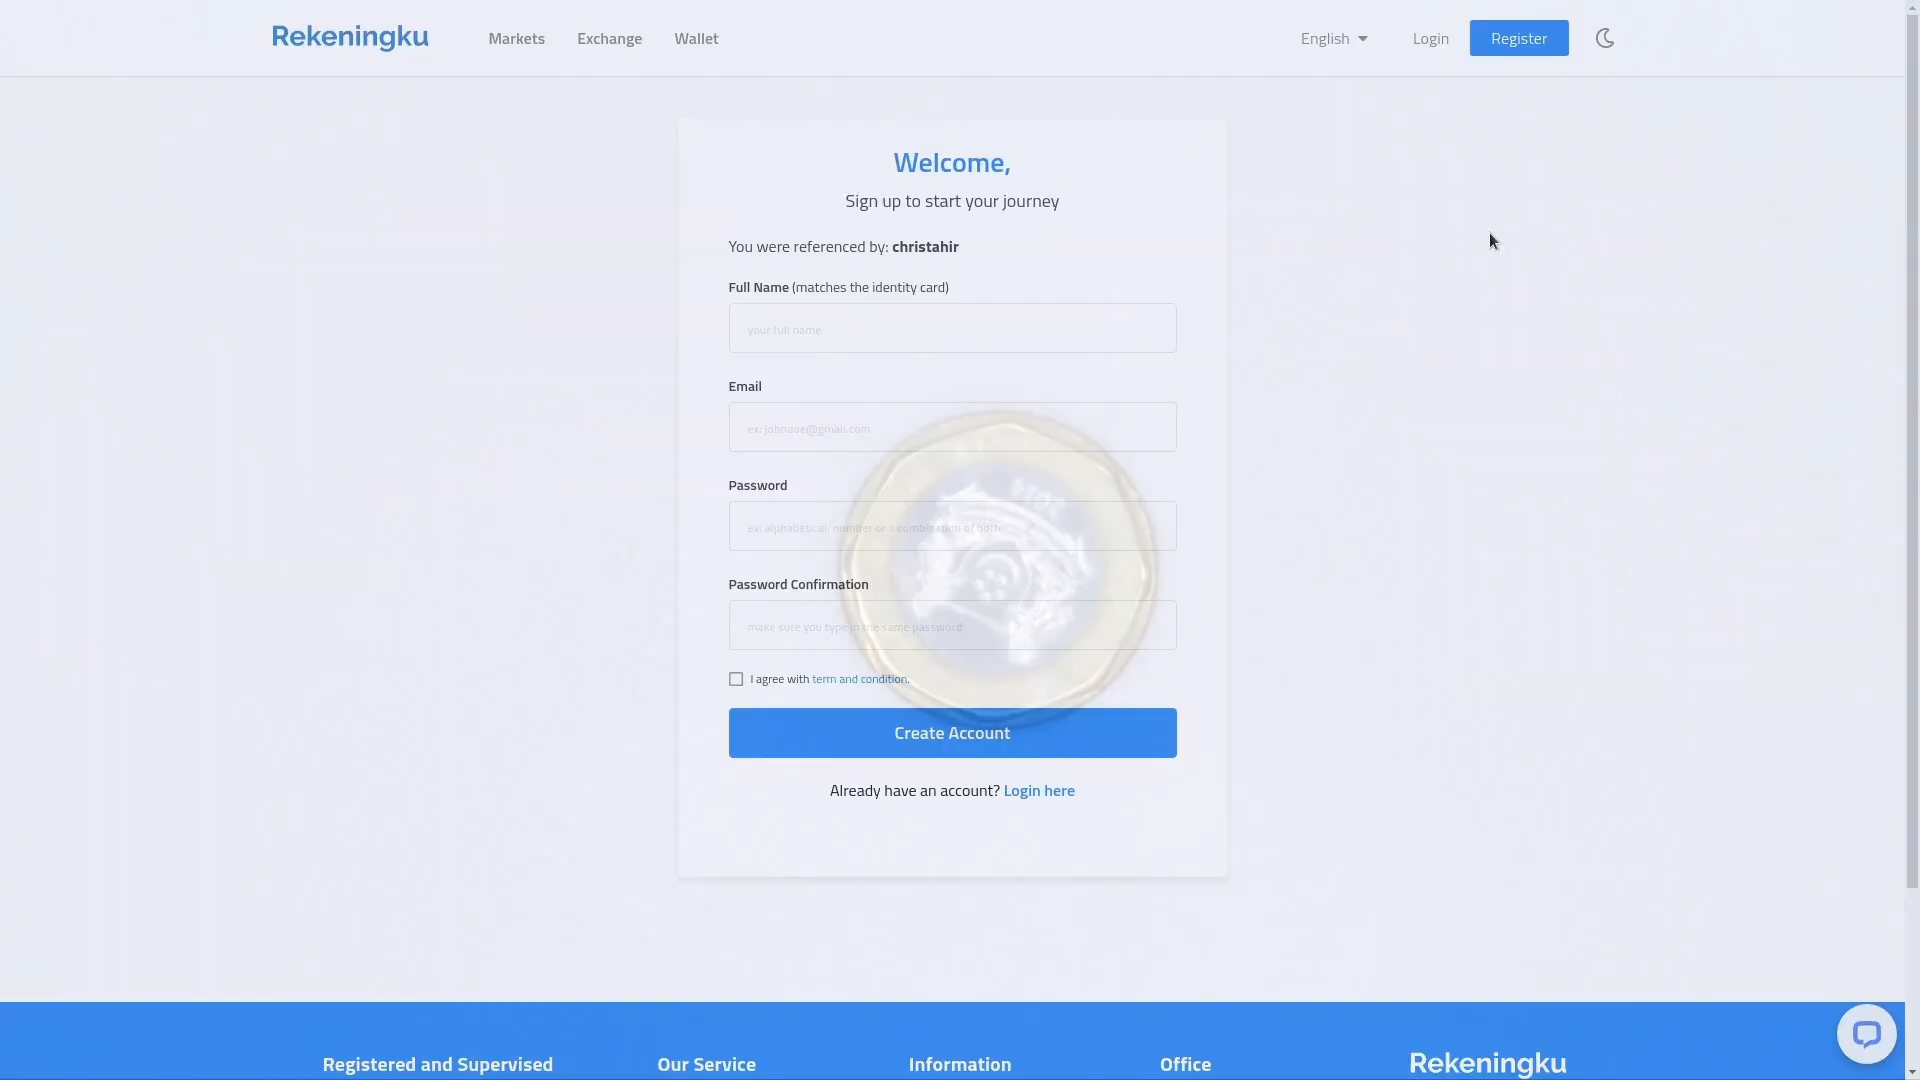 Rekeningku
Markets
Exchange
Wallet
English
Login
Register
Welcome,
Sign up to start your journey
You were referenced by: christahir
Full Name (matches the identity card)
your full name
Email
ex: johndoe@gmail.com
Password
ex: alphabetical, number or a combination of both
Password Confirmation
make sure you type in the same password
I agree with term and condition.
Create Account
Already have an account? Login here
Registered and Supervised
Our Service
Information
Office
Rekeningku